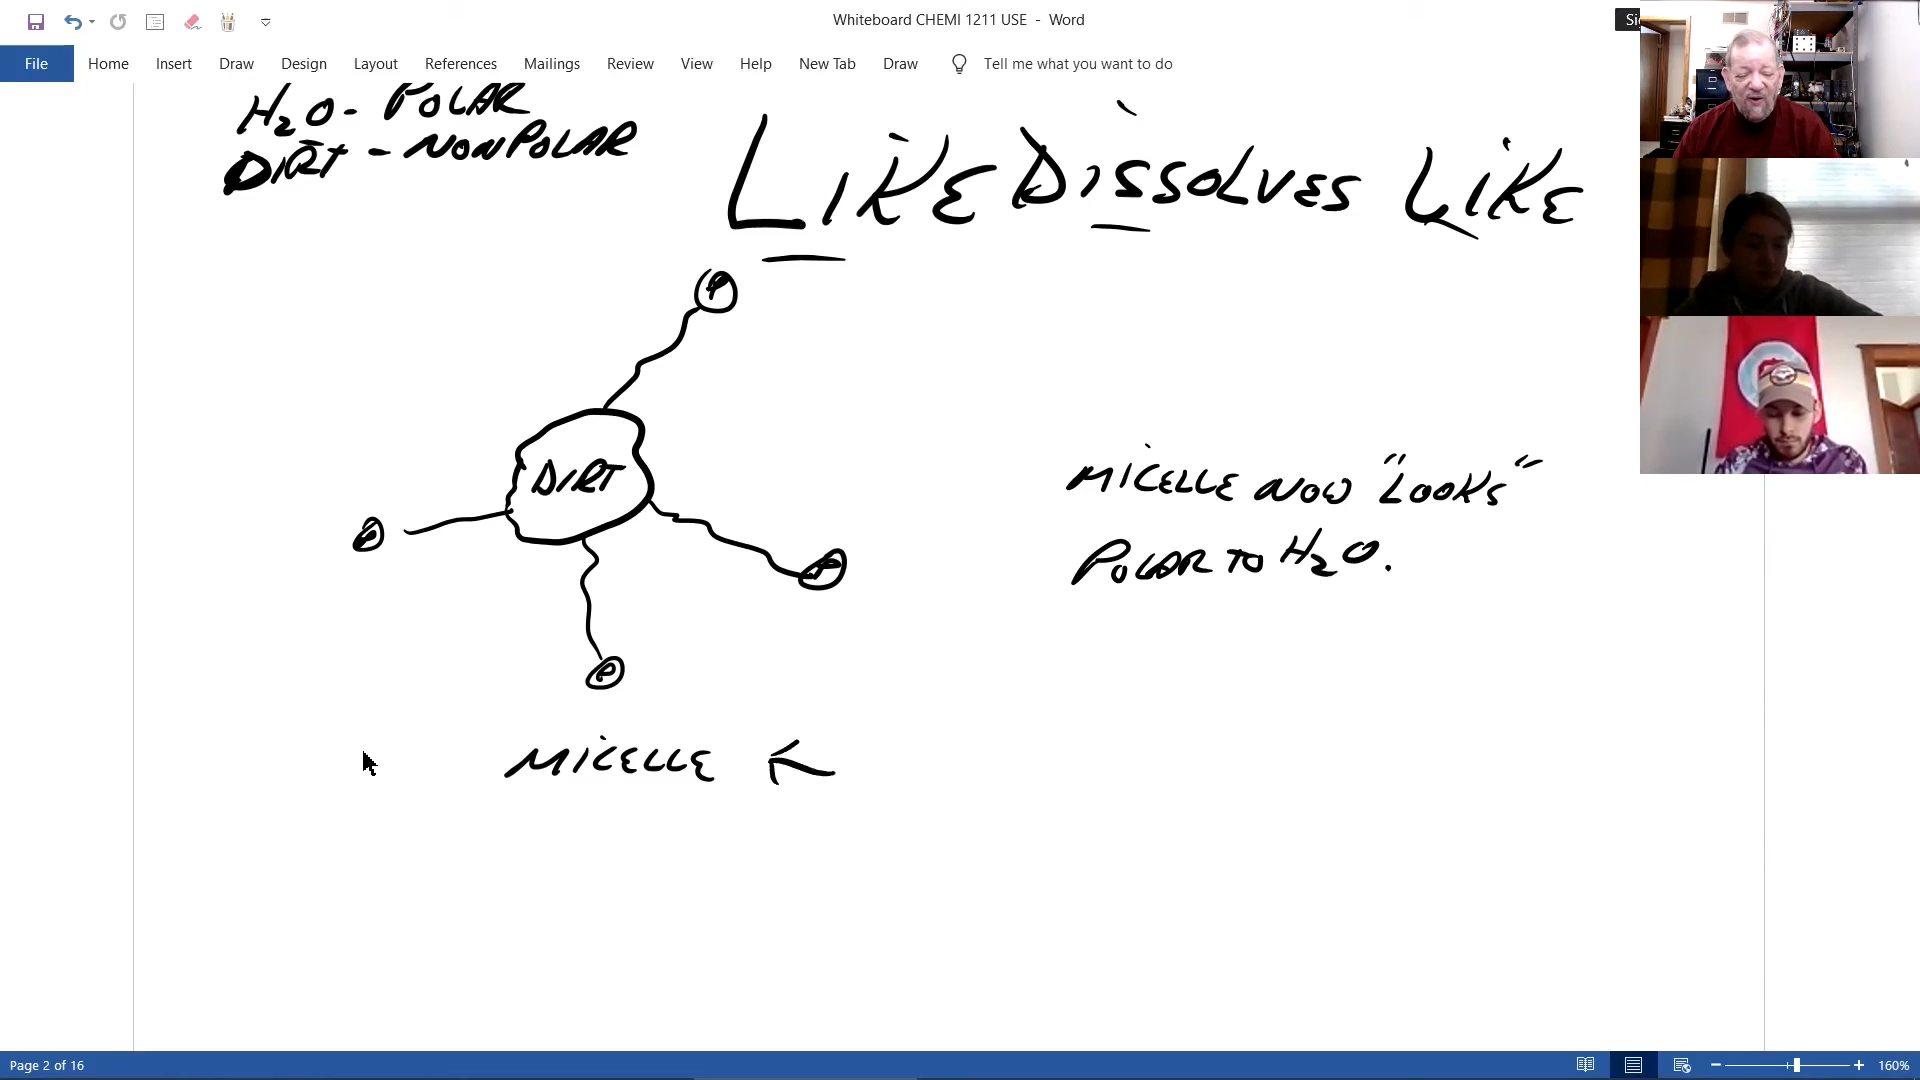 Whiteboard CHEMI 1211 USE - Word
File Home Insert Draw Design Layout References Mailings Review View Help New Tab Draw Tell me what you want to do
H2O - POLAR
DIRT - NONPOLAR
LIKE DISSOLVES LIKE
P
DIRT
MICELLE NOW "LOOKS"
POLAR TO H2O.
P
P
P
MICELLE ←
Page 2 of 16
160%